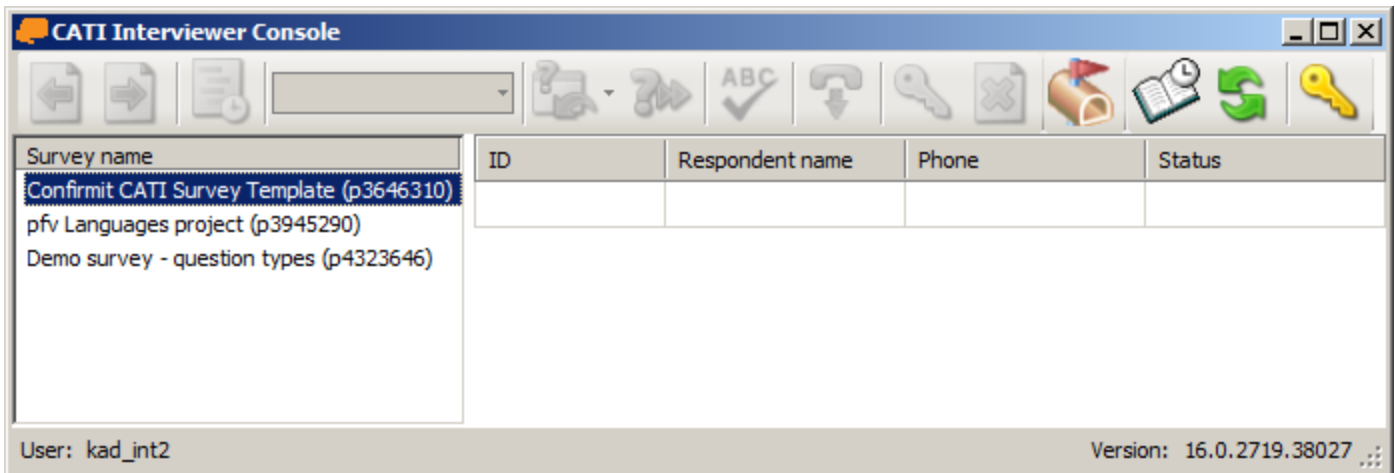 CATI Interviewer Console
ABC
Survey name
Confirmit CATI Survey Template (p3646310)
pfv Languages project (p3945290)
Demo survey - question types (p4323646)
ID Respondent name Phone Status
User: kad_int2 Version: 16.0.2719.38027